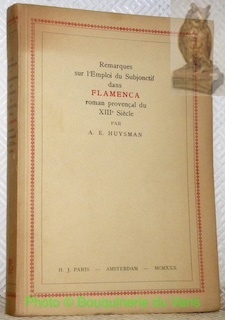 Remarques
sur l'Emploi du Subjonctif
dans
FLAMENCA
roman provençal du
XIIIe Siècle
PAR
A. E. HUYSMAN
H. J. PARIS — AMSTERDAM — MCMXXX
Photo © Bouquinerie du Varis